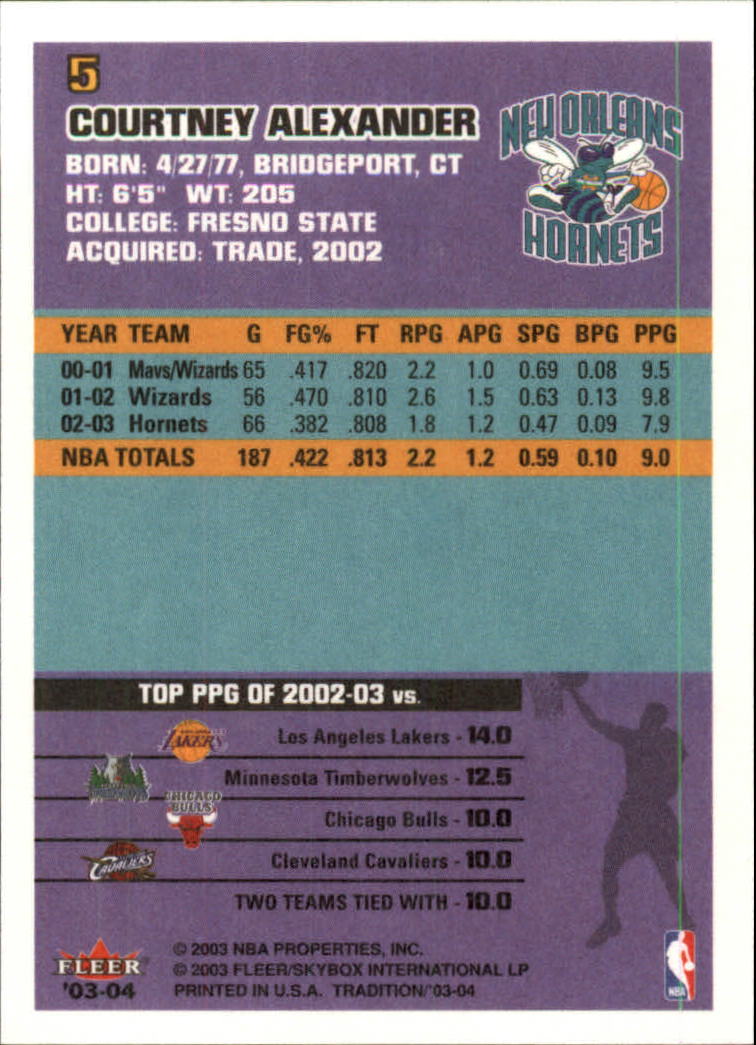 5
COURTNEY ALEXANDER
BORN: 4/27/77, BRIDGEPORT, CT
HT: 6'5" WT: 205
COLLEGE: FRESNO STATE
ACQUIRED: TRADE, 2002
NEW ORLEANS
HORNETS
YEAR TEAM G FG% FT RPG APG SPG BPG PPG
00-01 Mavs/Wizards 65 .417 .820 2.2 1.0 0.69 0.08 9.5
01-02 Wizards 56 .470 .810 2.6 1.5 0.63 0.13 9.8
02-03 Hornets 66 .382 .808 1.8 1.2 0.47 0.09 7.9
NBA TOTALS 187 .422 .813 2.2 1.2 0.59 0.10 9.0
TOP PPG OF 2002-03 vs.
LAKERS
Los Angeles Lakers - 14.0
Minnesota Timberwolves - 12.5
CHICAGO
BULLS
Chicago Bulls - 10.0
CAVALIERS
Cleveland Cavaliers - 10.0
TWO TEAMS TIED WITH - 10.0
FLEER
'03-04
© 2003 NBA PROPERTIES, INC.
© 2003 FLEER/SKYBOX INTERNATIONAL LP
PRINTED IN U.S.A. TRADITION/'03-04
NBA